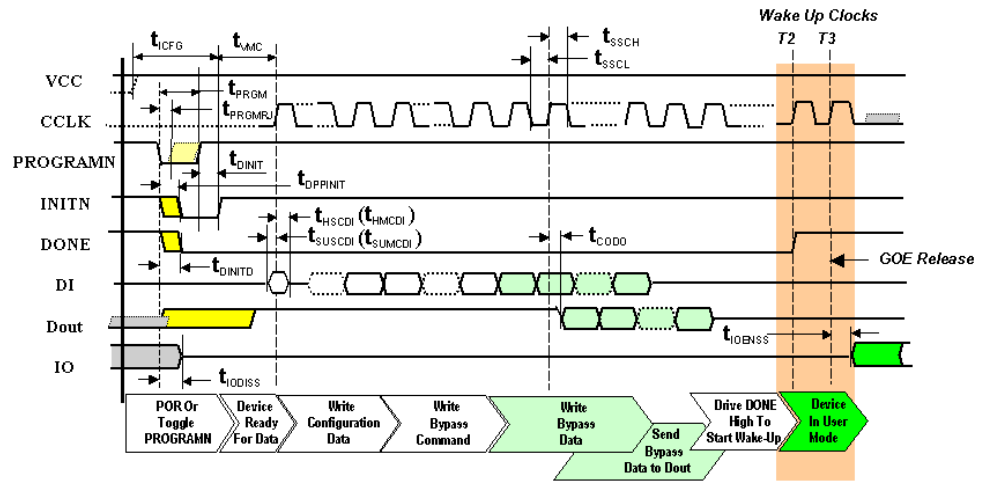 Wake Up Clocks
T2 T3
tICFG
tVMC
tSSCH
tSSCL
VCC
tPRGM
tPRGMRJ
CCLK
PROGRAMN
tDINIT
tDPPINIT
INITN
tHSCDI (tHMCDI)
DONE
tSUSCDI (tSUMCDI)
tCODO
GOE Release
tDINITD
DI
Dout
tIOENSS
IO
tIODISS
POR Or
Toggle
PROGRAMN
Device
Ready
For Data
Write
Configuration
Data
Write
Bypass
Command
Write
Bypass
Data
Send
Bypass
Data to Dout
Drive DONE
High To
Start Wake-Up
Device
In User
Mode